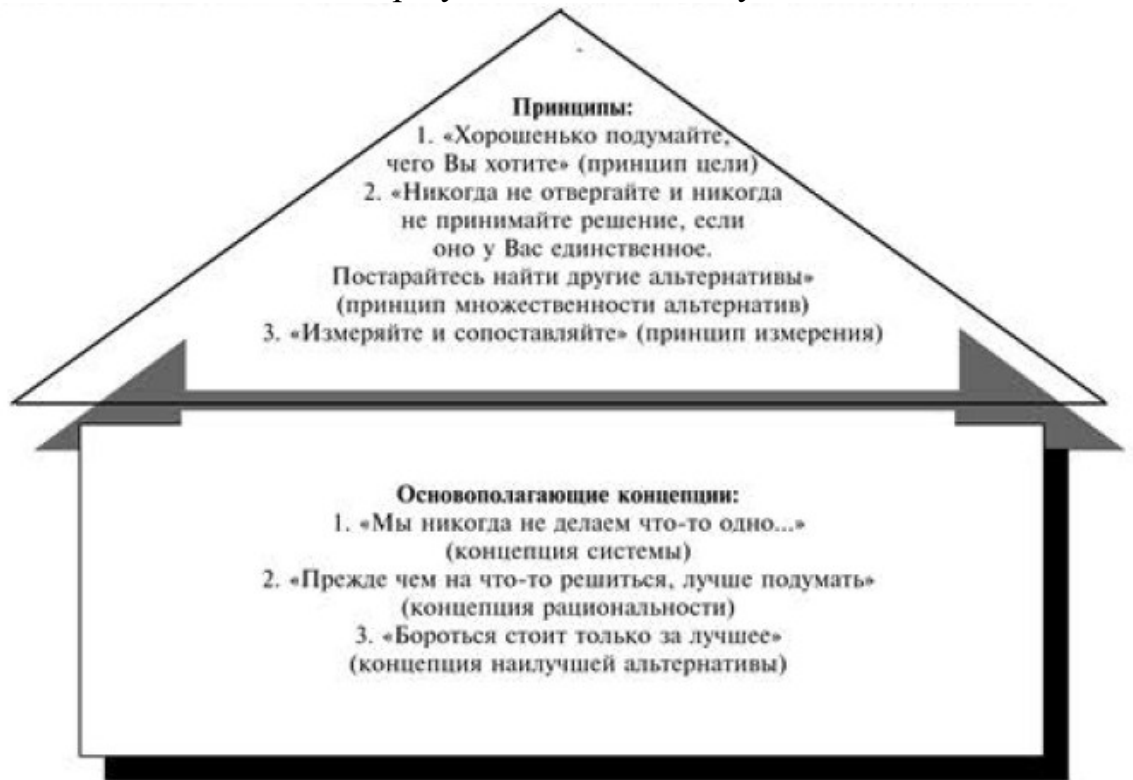 Принципы:
1. «Хорошенько подумайте,
чего Вы хотите» (принцип цели)
2. «Никогда не отвергайте и никогда
не принимайте решение, если
оно у Вас единственное.
Постарайтесь найти другие альтернативы»
(принцип множественности альтернатив)
3. «Измеряйте и сопоставляйте» (принцип измерения)
Основополагающие концепции:
1. «Мы никогда не делаем что-то одно...»
(концепция системы)
2. «Прежде чем на что-то решиться, лучше подумать»
(концепция рациональности)
3. «Бороться стоит только за лучшее»
(концепция наилучшей альтернативы)